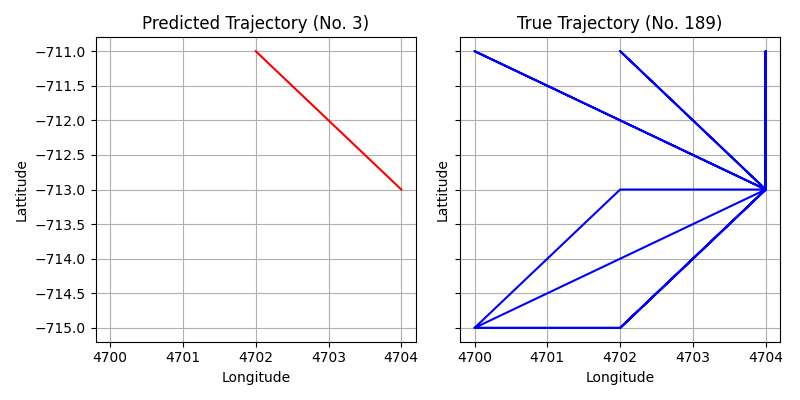 Predicted Trajectory (No. 3)
−711.0
−711.5
−712.0
−712.5
−713.0
−713.5
−714.0
−714.5
−715.0
Lattitude
4700 4701 4702 4703 4704
Longitude
True Trajectory (No. 189)
Lattitude
4700 4701 4702 4703 4704
Longitude